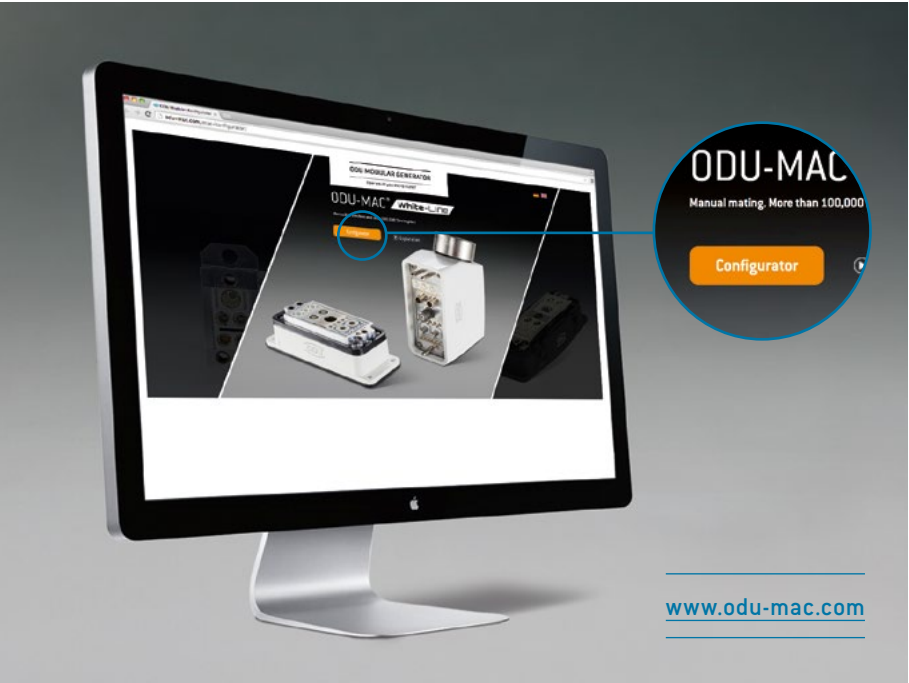 ODU MODULAR GENERATOR
ODU-MAC® White-Line
Configurator
ODU-MAC
Manual mating. More than 100,000
Configurator
www.odu-mac.com